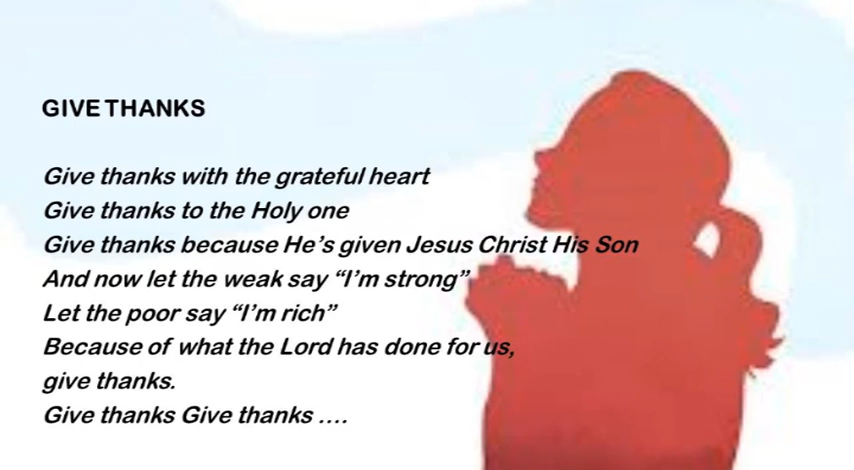 GIVE THANKS
Give thanks with the grateful heart
Give thanks to the Holy one
Give thanks because He’s given Jesus Christ His Son
And now let the weak say “I’m strong”
Let the poor say “I’m rich”
Because of what the Lord has done for us,
give thanks.
Give thanks Give thanks ….